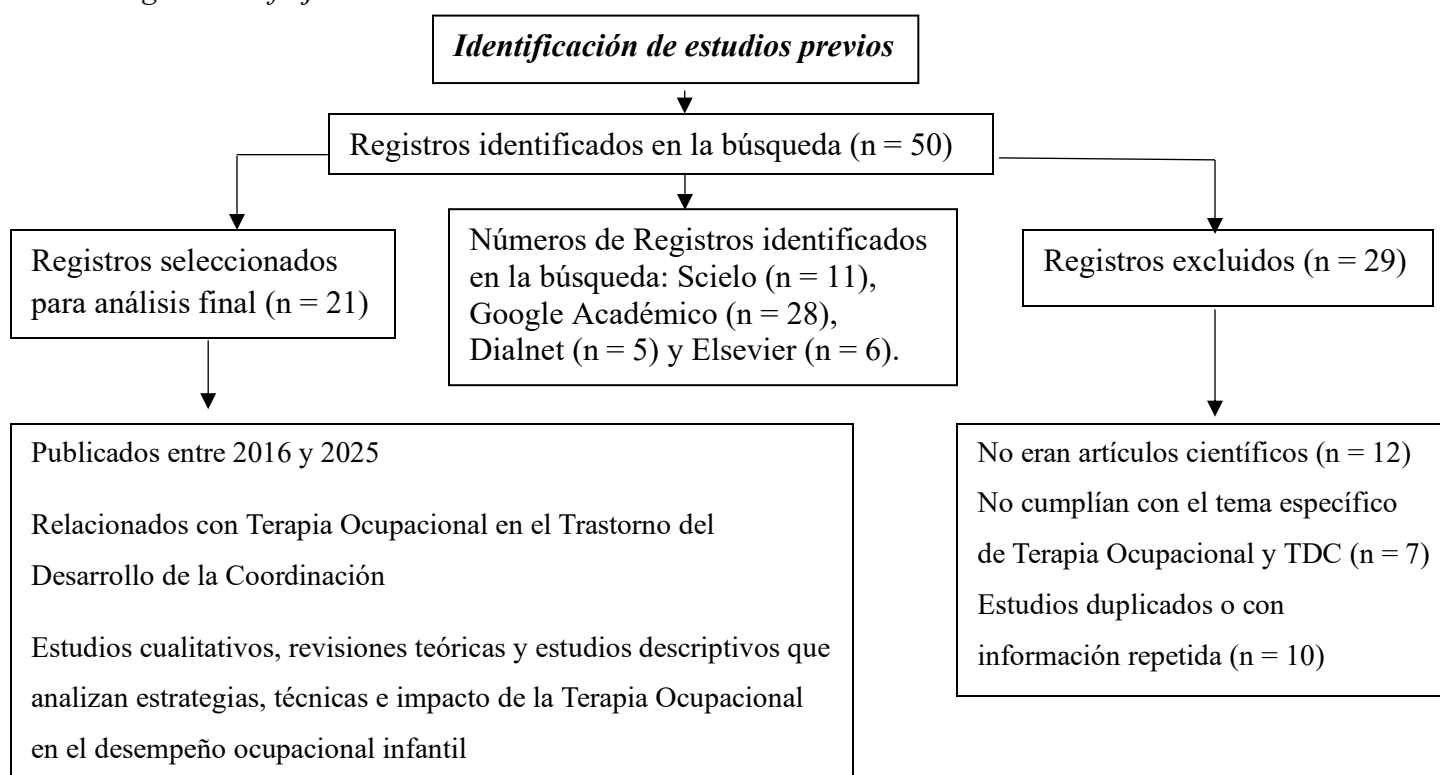 Identificación de estudios previos
Registros identificados en la búsqueda (n = 50)
Registros seleccionados
para análisis final (n = 21)
Números de Registros identificados
en la búsqueda: Scielo (n = 11),
Google Académico (n = 28),
Dialnet (n = 5) y Elsevier (n = 6).
Registros excluidos (n = 29)
Publicados entre 2016 y 2025
Relacionados con Terapia Ocupacional en el Trastorno del
Desarrollo de la Coordinación
Estudios cualitativos, revisiones teóricas y estudios descriptivos que
analizan estrategias, técnicas e impacto de la Terapia Ocupacional
en el desempeño ocupacional infantil
No eran artículos científicos (n = 12)
No cumplían con el tema específico
de Terapia Ocupacional y TDC (n = 7)
Estudios duplicados o con
información repetida (n = 10)